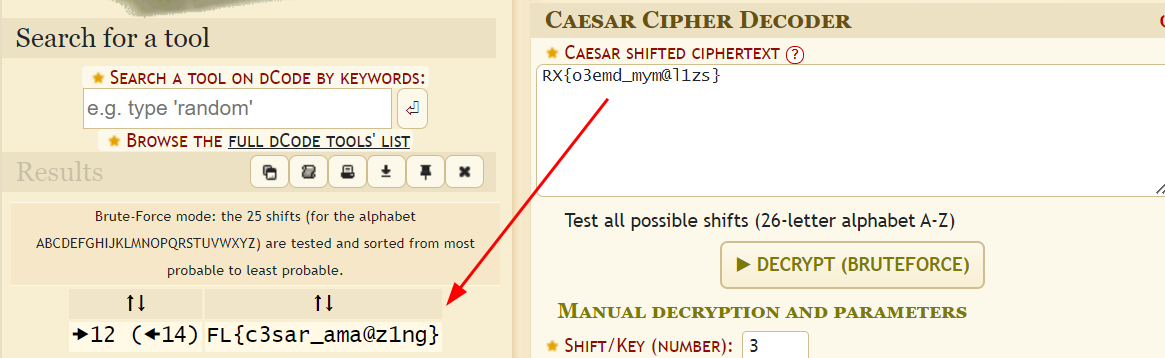 Search for a tool
★ SEARCH A TOOL ON DCODE BY KEYWORDS:
e.g. type 'random'
★ BROWSE THE FULL DCODE TOOLS' LIST
Results
Brute-Force mode: the 25 shifts (for the alphabet
ABCDEFGHIJKLMNOPQRSTUVWXYZ) are tested and sorted from most
probable to least probable.
↑↓ ↑↓
➔12 (🡰14) FL{c3sar_ama@z1ng}
CAESAR CIPHER DECODER
★ CAESAR SHIFTED CIPHERTEXT ?
RX{o3emd_mym@l1zs}
Test all possible shifts (26-letter alphabet A-Z)
▶ DECRYPT (BRUTEFORCE)
MANUAL DECRYPTION AND PARAMETERS
★ SHIFT/KEY (NUMBER): 3